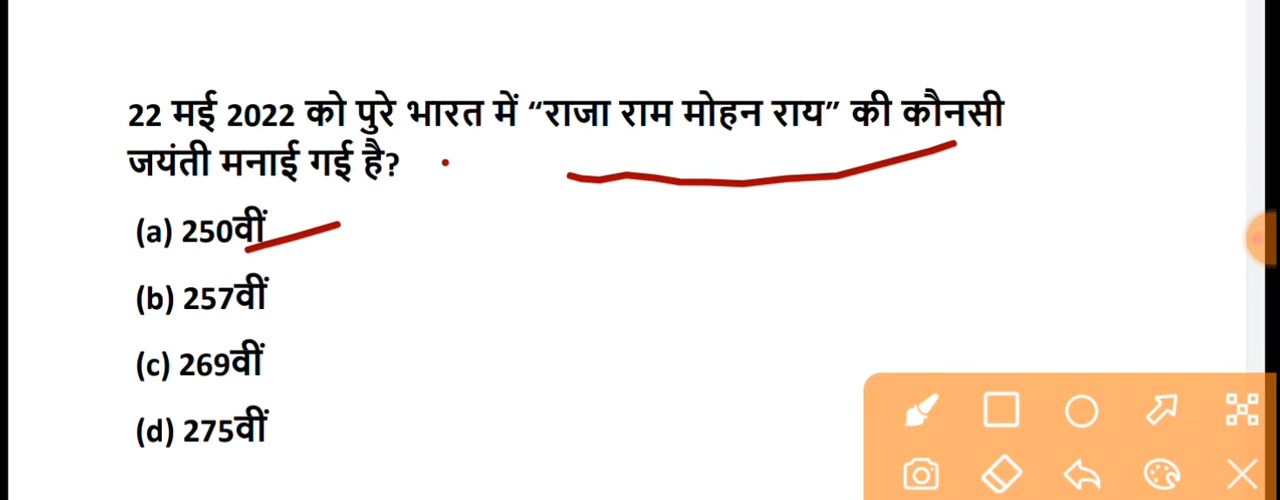 22 मई 2022 को पुरे भारत में “राजा राम मोहन राय” की कौनसी
जयंती मनाई गई है?
(a) 250वीं
(b) 257वीं
(c) 269वीं
(d) 275वीं